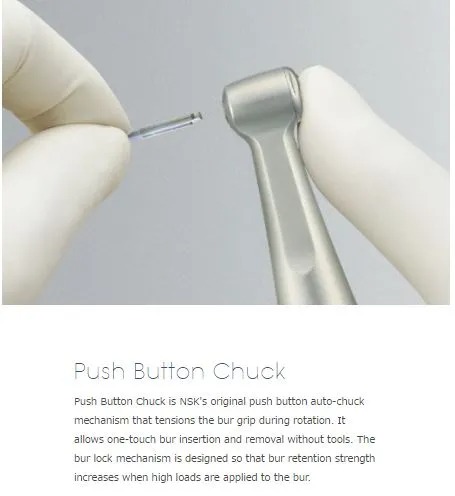 Push Button Chuck
Push Button Chuck is NSK's original push button auto-chuck
mechanism that tensions the bur grip during rotation. It
allows one-touch bur insertion and removal without tools. The
bur lock mechanism is designed so that bur retention strength
increases when high loads are applied to the bur.